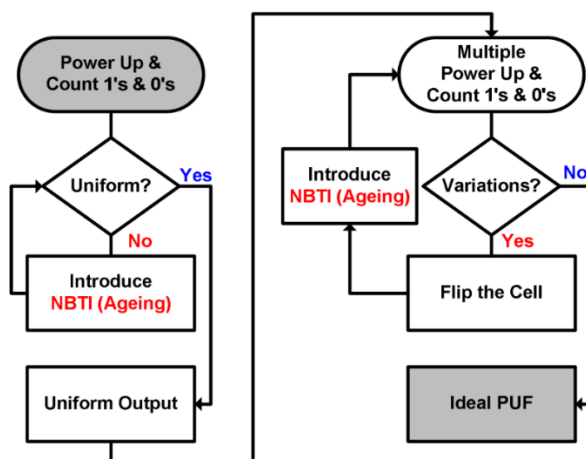 Power Up &
Count 1's & 0's
Uniform?
Yes
No
Introduce
NBTI (Ageing)
Uniform Output
Multiple
Power Up &
Count 1's & 0's
Introduce
NBTI (Ageing)
Variations?
No
Yes
Flip the Cell
Ideal PUF